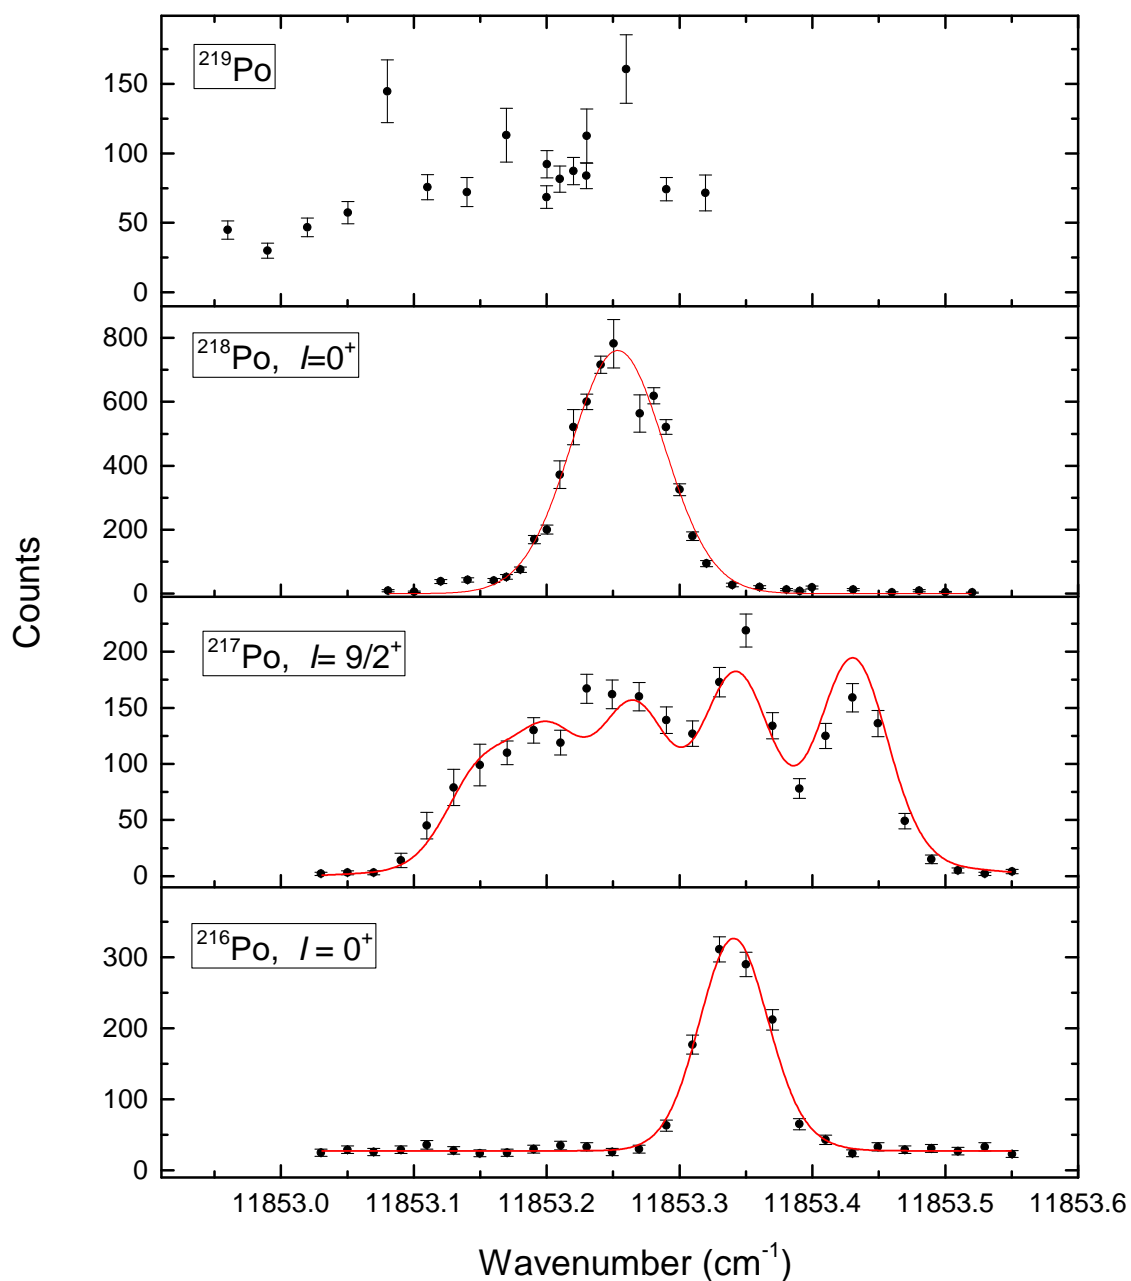 ²¹⁹Po
150
100
50
0
²¹⁸Po, I=0⁺
800
600
400
200
0
Counts
²¹⁷Po, I= 9/2⁺
200
150
100
50
0
²¹⁶Po, I = 0⁺
300
200
100
0
11853.0 11853.1 11853.2 11853.3 11853.4 11853.5 11853.6
Wavenumber (cm⁻¹)